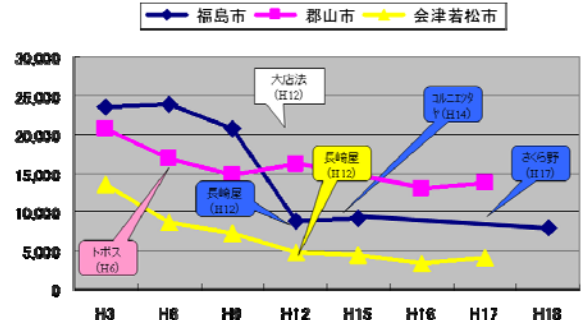 福島市 郡山市 会津若松市
30,000
25,000
20,000
15,000
10,000
5,000
0
大店法
(H12)
コルニエツタ
ヤ(H14)
長崎屋
(H12)
さくら野
(H17)
長崎屋
(H12)
トポス
(H6)
H3 H6 H9 H12 H15 H16 H17 H18